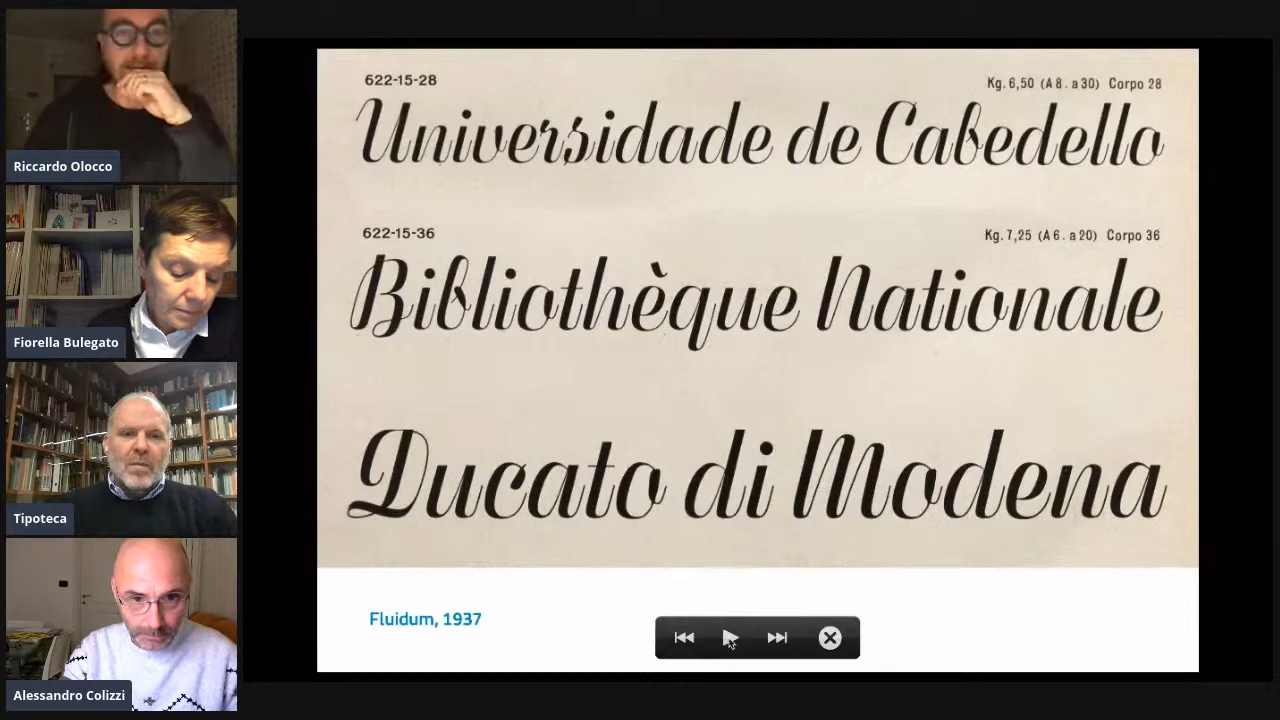 Riccardo Olocco
Fiorella Bulegato
Tipoteca
Alessandro Colizzi
622-15-28 Kg. 6,50 (A 8 . a 30) Corpo 28
Universidade de Cabedello
622-15-36 Kg. 7,25 (A 6 . a 20) Corpo 36
Bibliothèque Nationale
Ducato di Modena
Fluidum, 1937